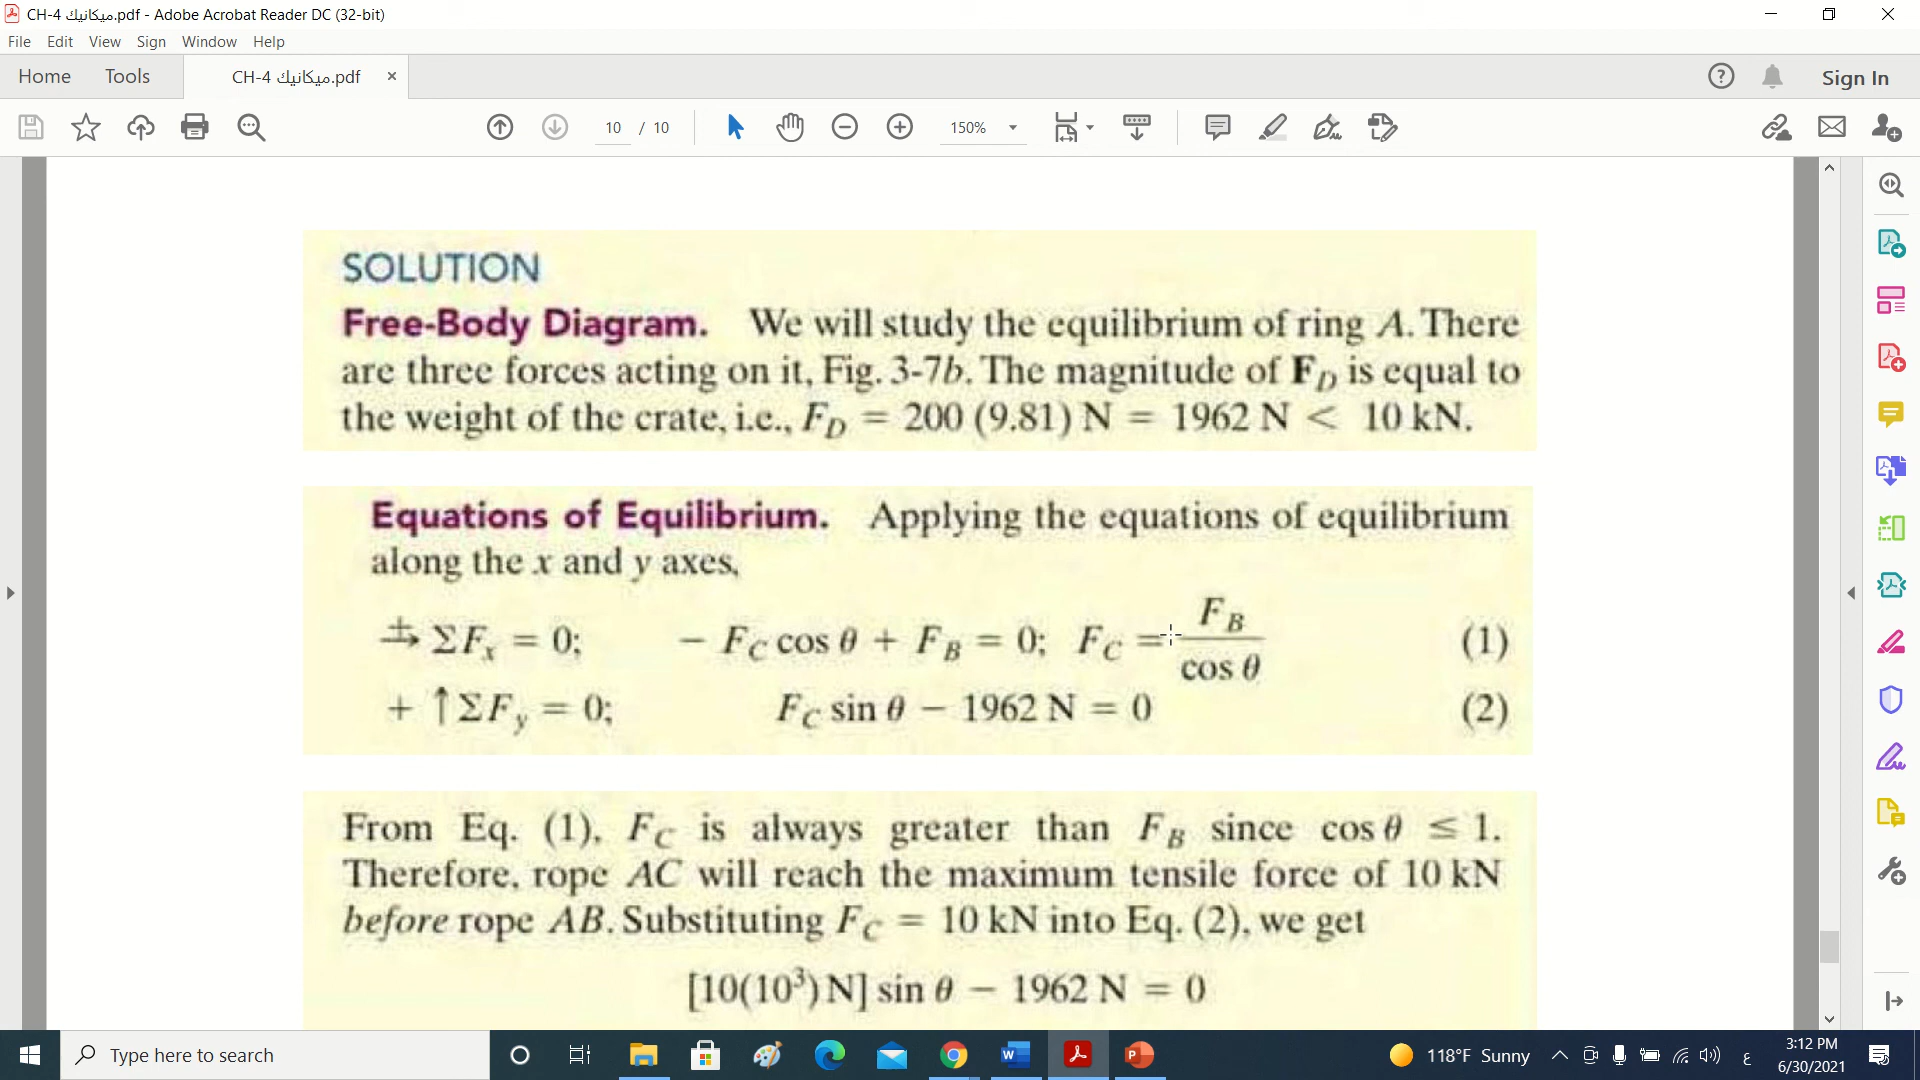 CH-4 ميكانيك.pdf - Adobe Acrobat Reader DC (32-bit)
File Edit View Sign Window Help
Home Tools CH-4 ميكانيك.pdf × Sign In
10 / 10 150%
SOLUTION
Free-Body Diagram. We will study the equilibrium of ring A. There
are three forces acting on it, Fig. 3-7b. The magnitude of F_D is equal to
the weight of the crate, i.e., F_D = 200 (9.81) N = 1962 N < 10 kN.
Equations of Equilibrium. Applying the equations of equilibrium
along the x and y axes,
→+ ΣF_x = 0; − F_C cos θ + F_B = 0; F_C = F_B / cos θ (1)
+ ↑ΣF_y = 0; F_C sin θ − 1962 N = 0 (2)
From Eq. (1), F_C is always greater than F_B since cos θ ≤ 1.
Therefore, rope AC will reach the maximum tensile force of 10 kN
before rope AB. Substituting F_C = 10 kN into Eq. (2), we get
[10(10³) N] sin θ − 1962 N = 0
Type here to search
118°F Sunny ع 3:12 PM
6/30/2021